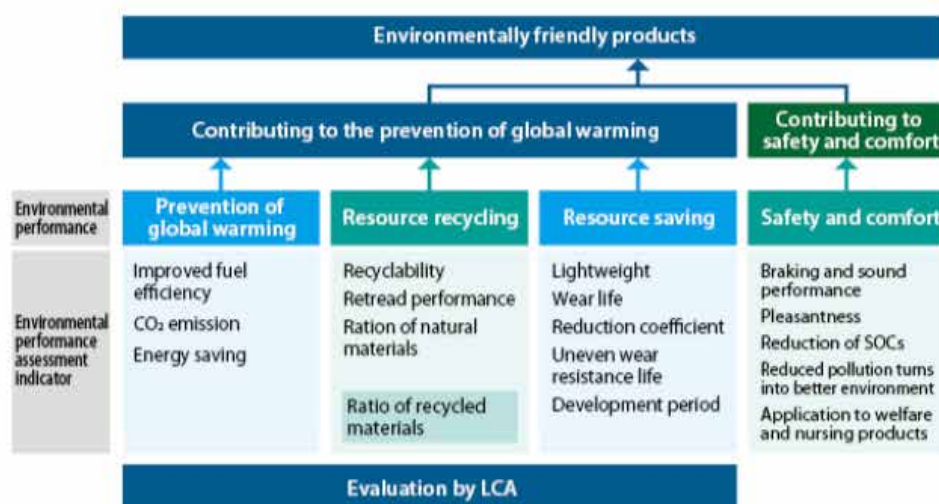 Environmentally friendly products
Contributing to the prevention of global warming
Contributing to
safety and comfort
Environmental
performance
Prevention of
global warming
Resource recycling
Resource saving
Safety and comfort
Environmental
performance
assessment
indicator
Improved fuel
efficiency
CO₂ emission
Energy saving
Recyclability
Retread performance
Ration of natural
materials
Ratio of recycled
materials
Lightweight
Wear life
Reduction coefficient
Uneven wear
resistance life
Development period
Braking and sound
performance
Pleasantness
Reduction of SOCs
Reduced pollution turns
into better environment
Application to welfare
and nursing products
Evaluation by LCA